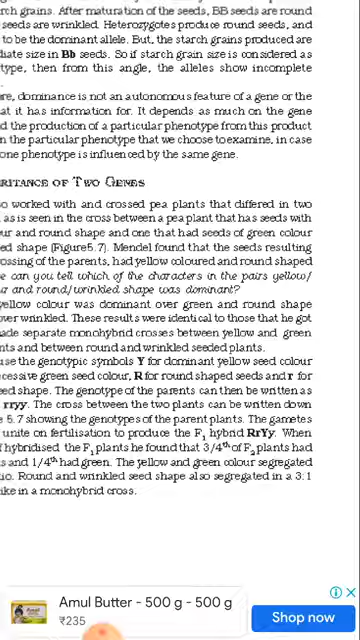 rch grains. After maturation of the seeds, BB seeds are round
seeds are wrinkled. Heterozygotes produce round seeds, and
to be the dominant allele. But, the starch grains produced are
diate size in Bb seeds. So if starch grain size is considered as
type, then from this angle, the alleles show incomplete
re, dominance is not an autonomous feature of a gene or the
at it has information for. It depends as much on the gene
d the production of a particular phenotype from this product
n the particular phenotype that we choose to examine, in case
one phenotype is influenced by the same gene.
RITANCE OF TWO GENES
so worked with and crossed pea plants that differed in two
as is seen in the cross between a pea plant that has seeds with
ur and round shape and one that had seeds of green colour
ed shape (Figure5.7). Mendel found that the seeds resulting
ossing of the parents, had yellow coloured and round shaped
e can you tell which of the characters in the pairs yellow/
ur and round/wrinkled shape was dominant?
yellow colour was dominant over green and round shape
over wrinkled. These results were identical to those that he got
ade separate monohybrid crosses between yellow and green
nts and between round and wrinkled seeded plants.
use the genotypic symbols Y for dominant yellow seed colour
cessive green seed colour, R for round shaped seeds and r for
eed shape. The genotype of the parents can then be written as
rryy. The cross between the two plants can be written down
e 5.7 showing the genotypes of the parent plants. The gametes
unite on fertilisation to produce the F1 hybrid RrYy. When
f hybridised the F1 plants he found that 3/4th of F2 plants had
s and 1/4th had green. The yellow and green colour segregated
io. Round and wrinkled seed shape also segregated in a 3:1
ike in a monohybrid cross.
Amul Butter - 500 g - 500 g
₹235
Shop now